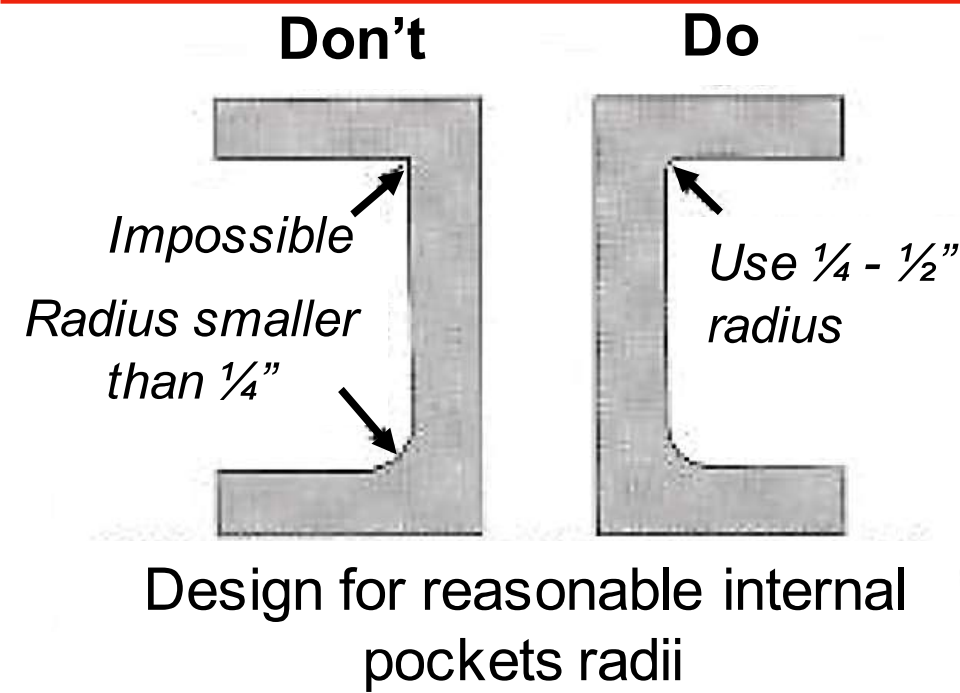 Don’t
Do
Impossible
Radius smaller
than ¼”
Use ¼ - ½”
radius
Design for reasonable internal
pockets radii